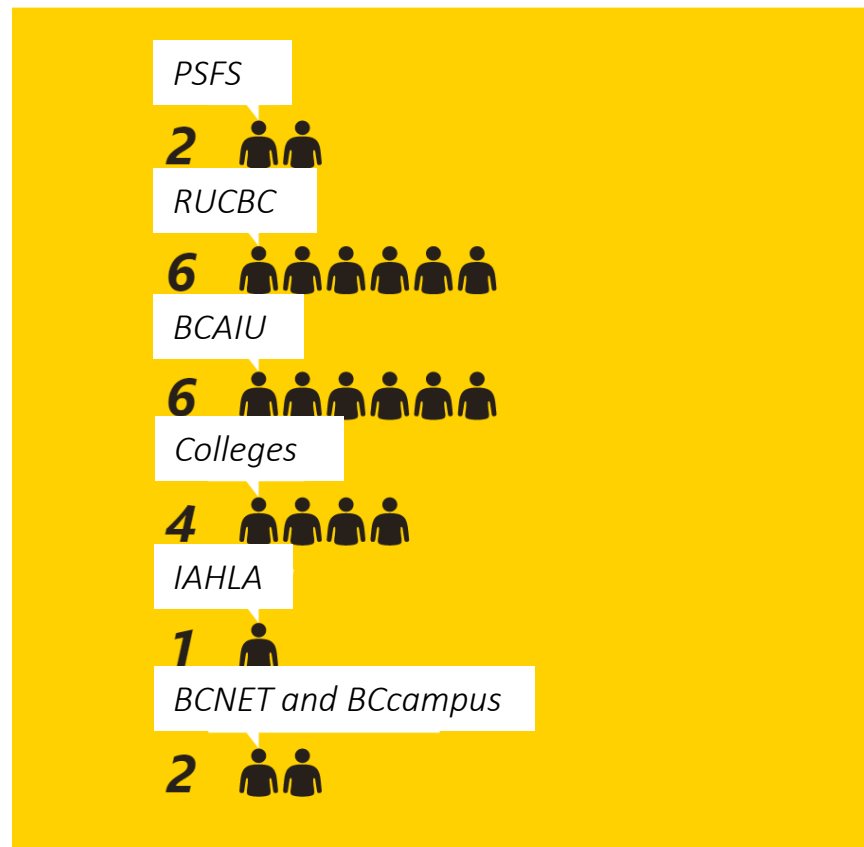 PSFS
2
RUCBC
6
BCAIU
6
Colleges
4
IAHLA
1
BCNET and BCcampus
2